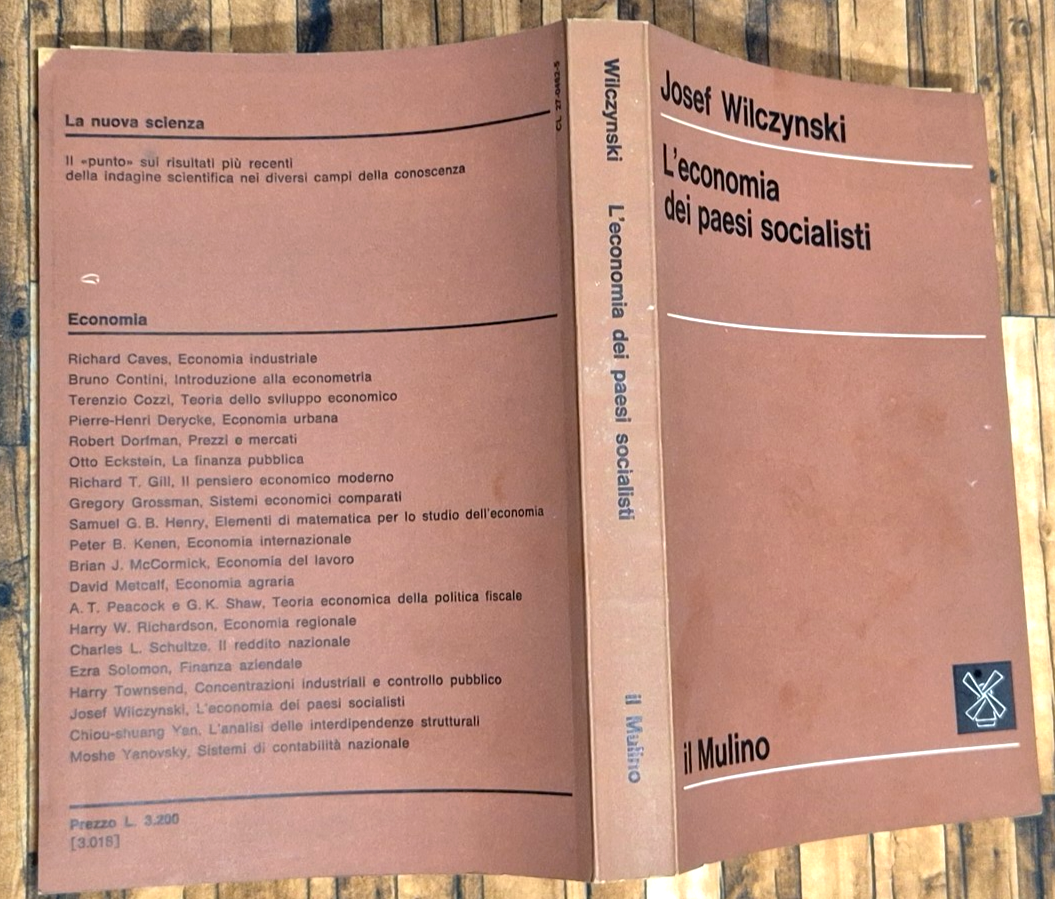 La nuova scienza
Il «punto» sui risultati più recenti
della indagine scientifica nei diversi campi della conoscenza
Economia
Richard Caves, Economia industriale
Bruno Contini, Introduzione alla econometria
Terenzio Cozzi, Teoria dello sviluppo economico
Pierre-Henri Derycke, Economia urbana
Robert Dorfman, Prezzi e mercati
Otto Eckstein, La finanza pubblica
Richard T. Gill, Il pensiero economico moderno
Gregory Grossman, Sistemi economici comparati
Samuel G. B. Henry, Elementi di matematica per lo studio dell'economia
Peter B. Kenen, Economia internazionale
Brian J. McCormick, Economia del lavoro
David Metcalf, Economia agraria
A. T. Peacock e G. K. Shaw, Teoria economica della politica fiscale
Harry W. Richardson, Economia regionale
Charles L. Schultze, Il reddito nazionale
Ezra Solomon, Finanza aziendale
Harry Townsend, Concentrazioni industriali e controllo pubblico
Josef Wilczynski, L'economia dei paesi socialisti
Chiou-shuang Yan, L'analisi delle interdipendenze strutturali
Moshe Yanovsky, Sistemi di contabilità nazionale
Prezzo L. 3.200
[3.018]
CL 27-0462-5
Wilczynski L'economia dei paesi socialisti il Mulino
Josef Wilczynski
L'economia
dei paesi socialisti
il Mulino